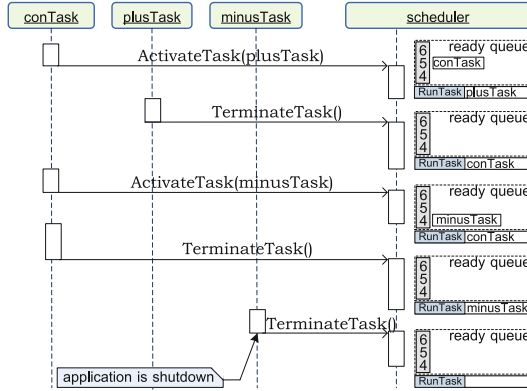 conTask plusTask minusTask scheduler
ready queue
6
ActivateTask(plusTask)
5 conTask
4
RunTask plusTask
ready queue
TerminateTask()
6
5
4
RunTask conTask
ready queue
ActivateTask(minusTask)
6
5
4 minusTask
RunTask conTask
TerminateTask()
ready queue
6
5
4
RunTask minusTask
TerminateTask()
ready queue
6
5
4
application is shutdown
RunTask